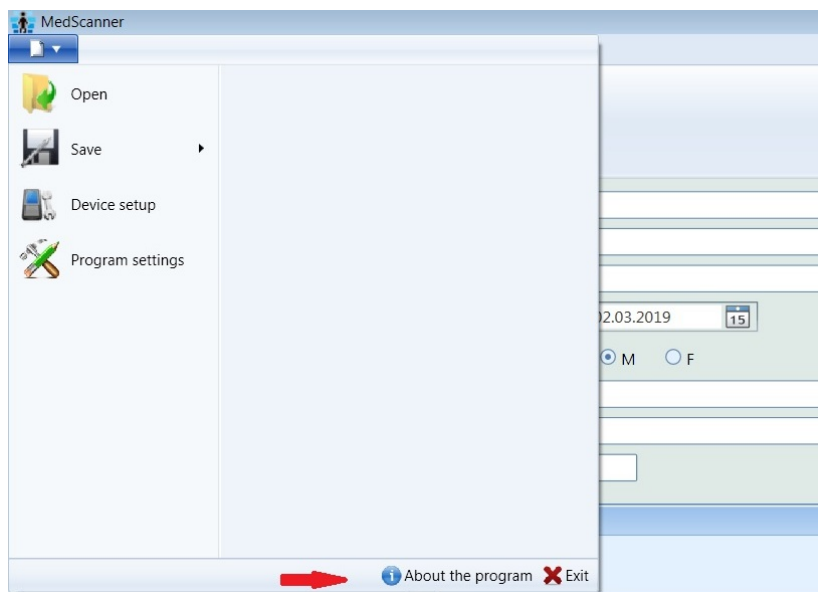 MedScanner
Open
Save
Device setup
Program settings
02.03.2019
15
M F
About the program Exit